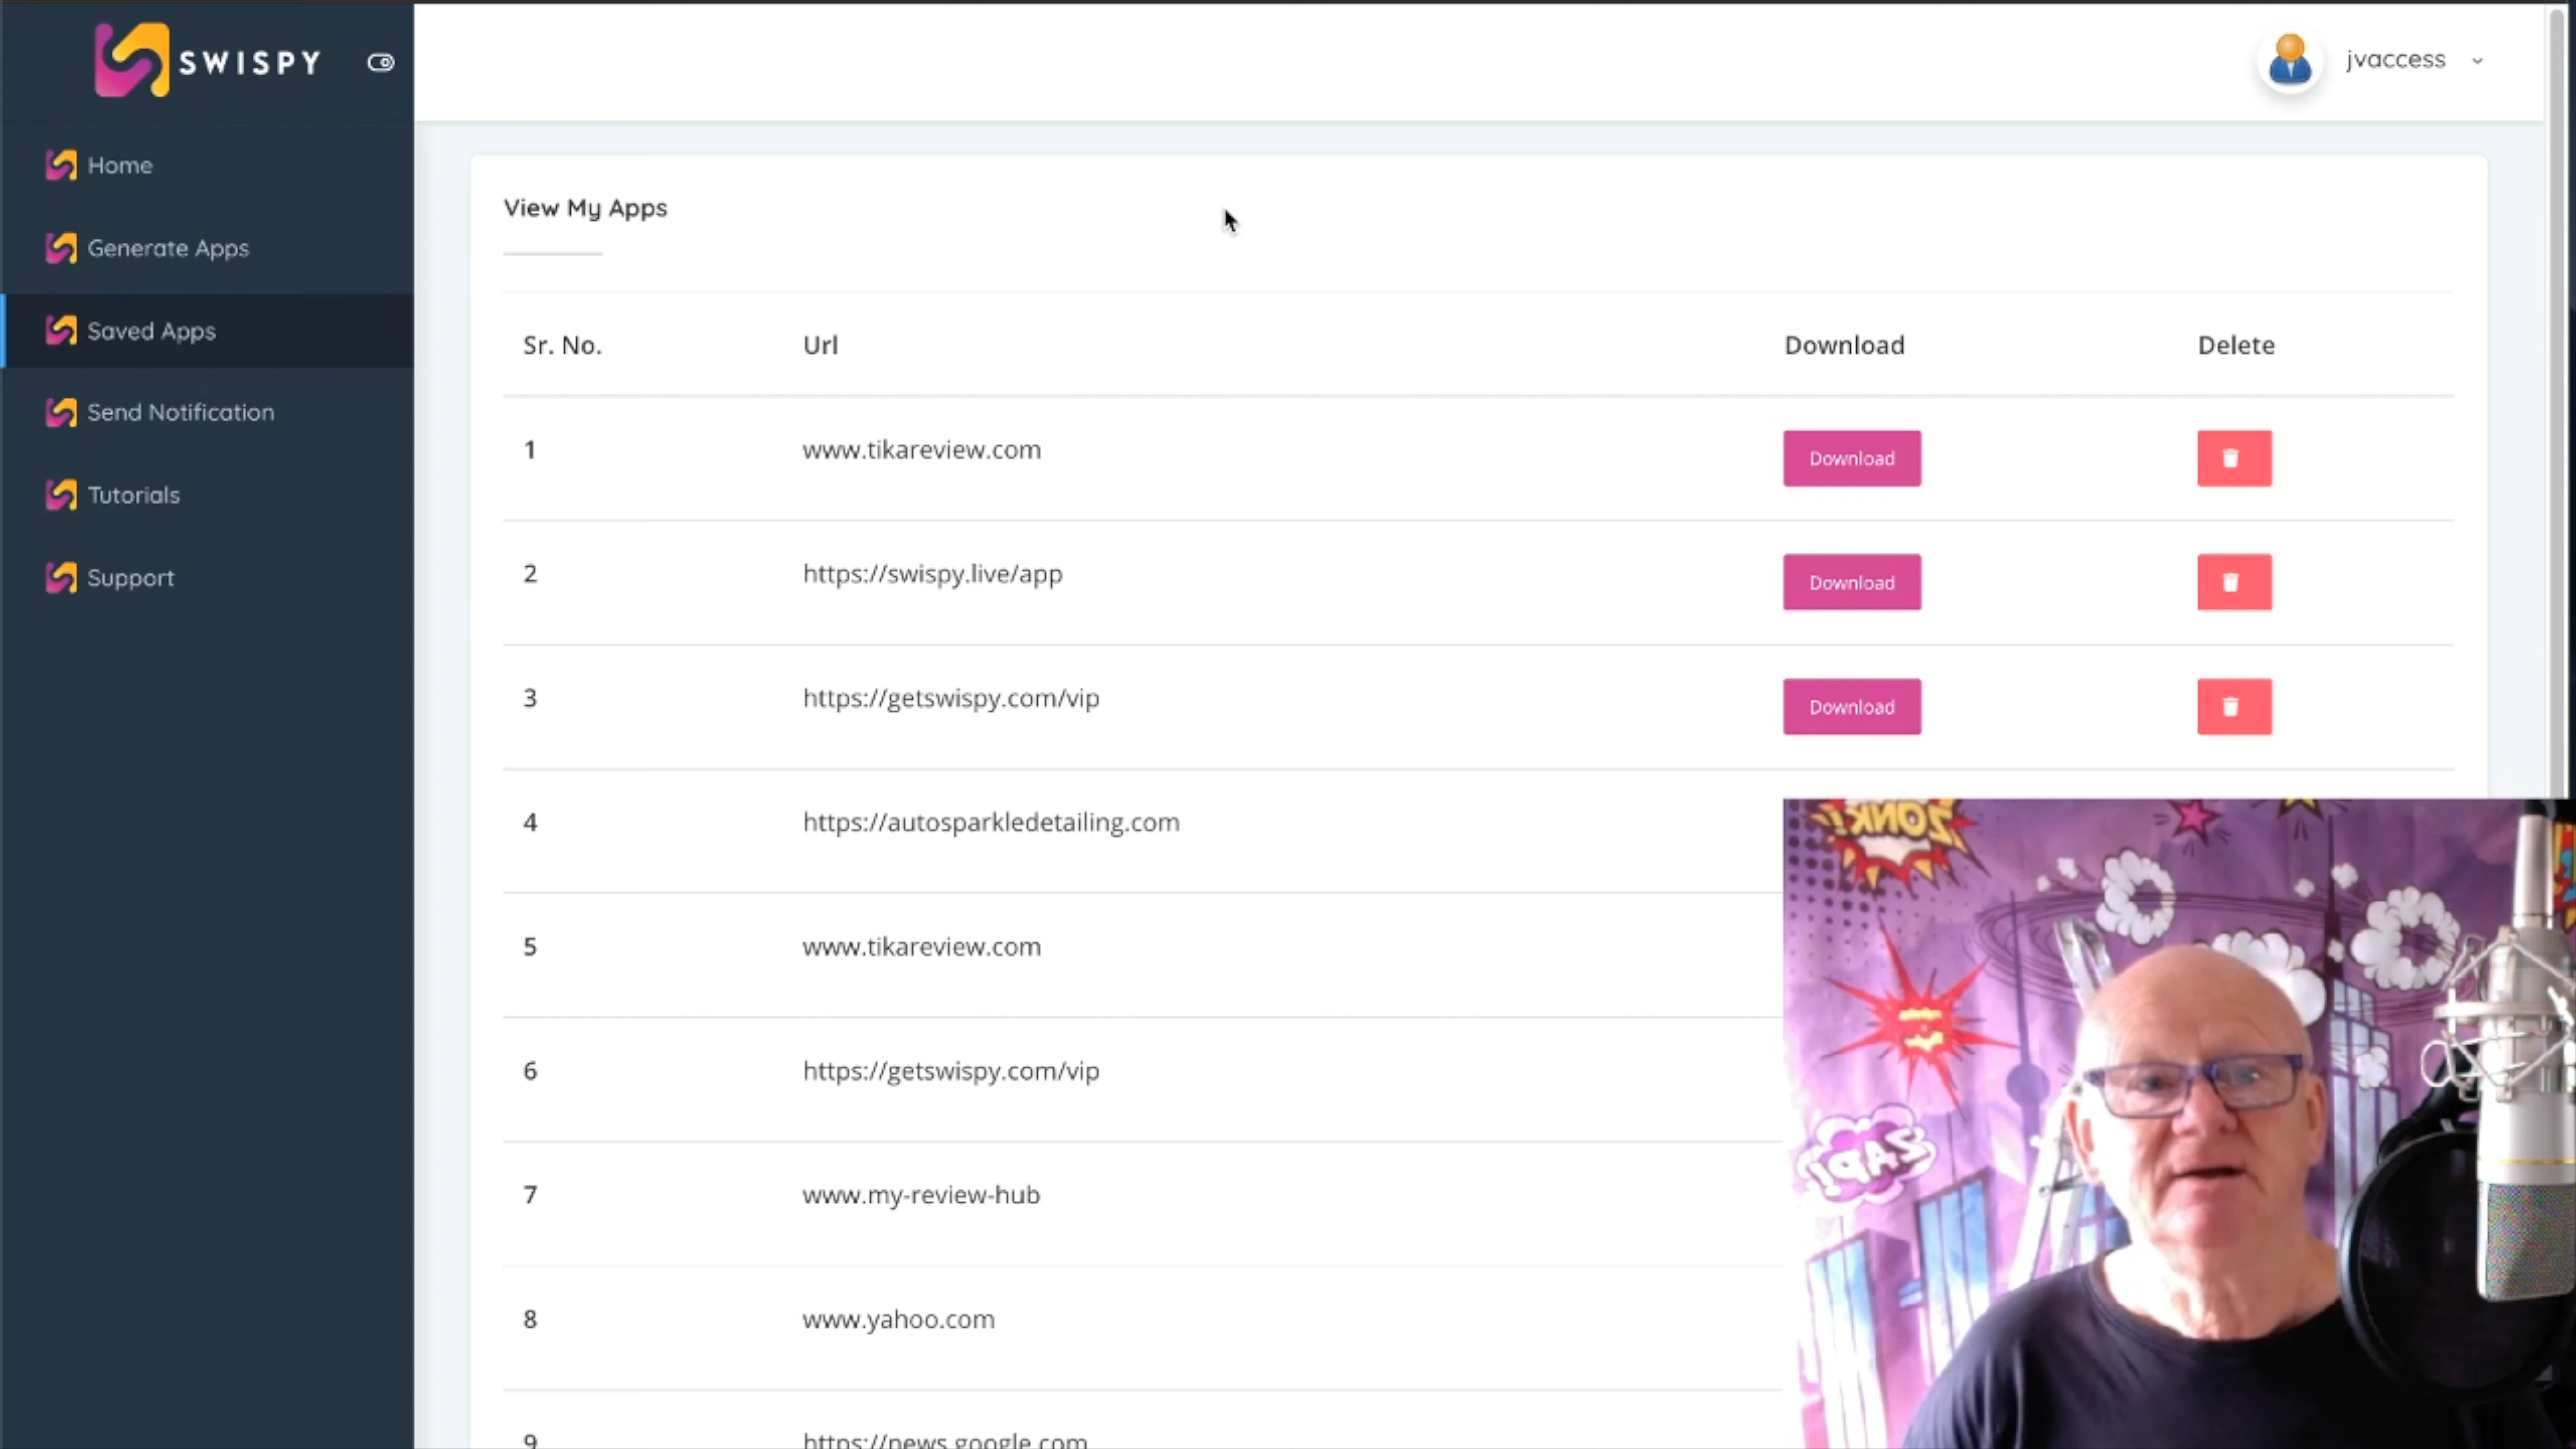 SWISPY
jvaccess
Home
Generate Apps
Saved Apps
Send Notification
Tutorials
Support
View My Apps
Sr. No. Url Download Delete
1 www.tikareview.com Download
2 https://swispy.live/app Download
3 https://getswispy.com/vip Download
4 https://autosparkledetailing.com
5 www.tikareview.com
6 https://getswispy.com/vip
7 www.my-review-hub
8 www.yahoo.com
9 https://news.google.com
ZONK!
ZAP!